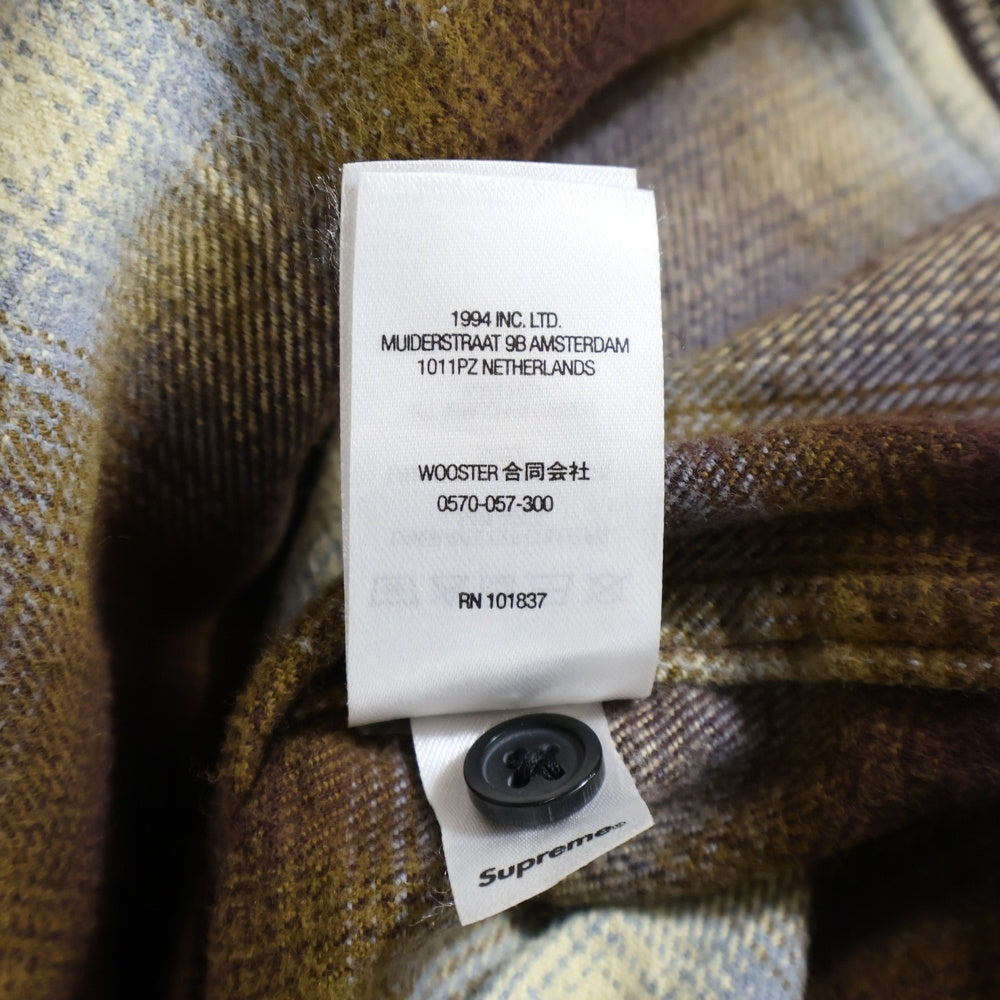 1994 INC. LTD.
MUIDERSTRAAT 9B AMSTERDAM
1011PZ NETHERLANDS
WOOSTER 合同会社
0570-057-300
RN 101837
Supreme